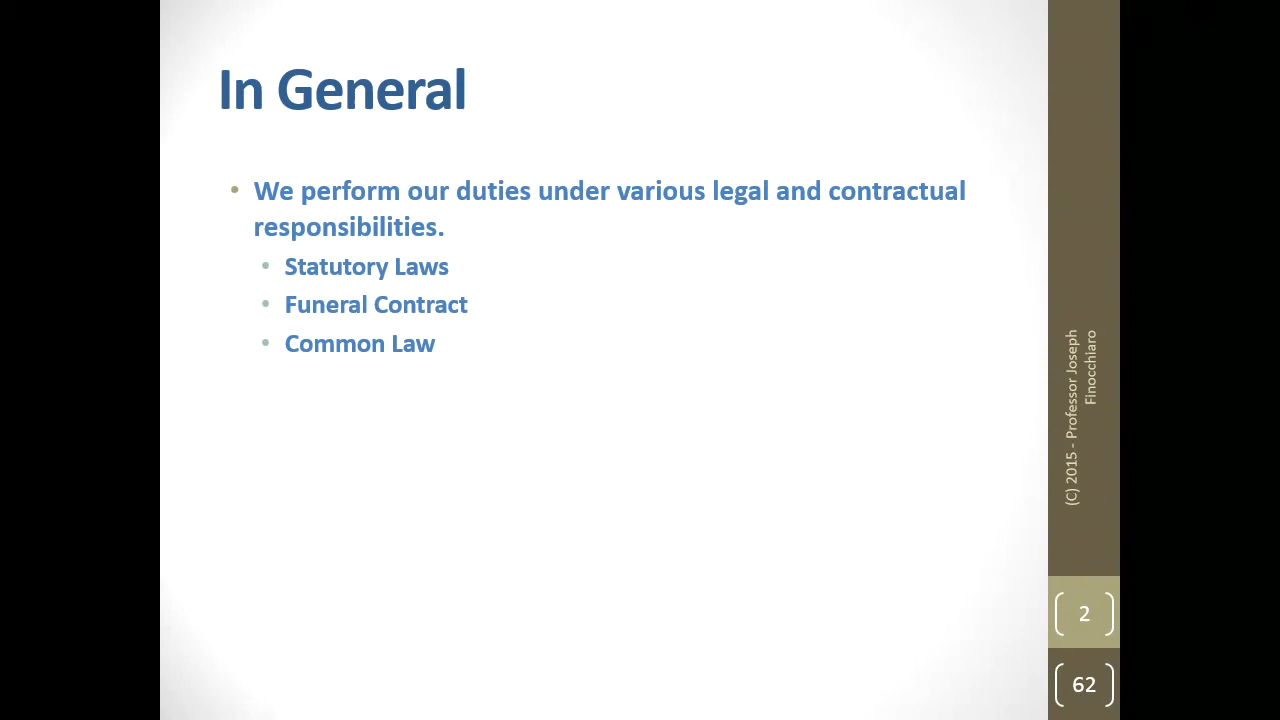 In General
• We perform our duties under various legal and contractual
responsibilities.
• Statutory Laws
• Funeral Contract
• Common Law
(C) 2015 - Professor Joseph
Finocchiaro
2
62